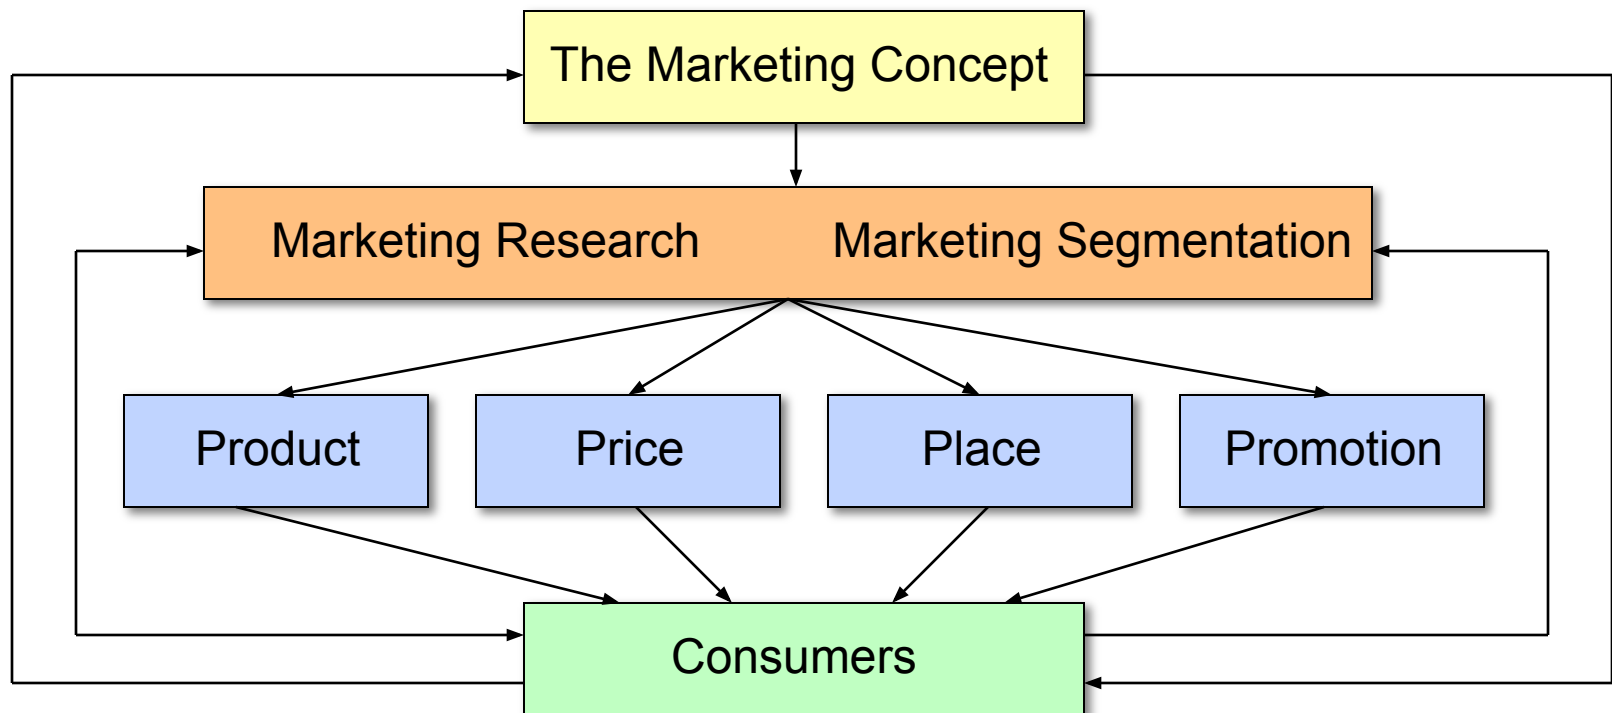 The Marketing Concept
Marketing Research Marketing Segmentation
Product Price Place Promotion
Consumers